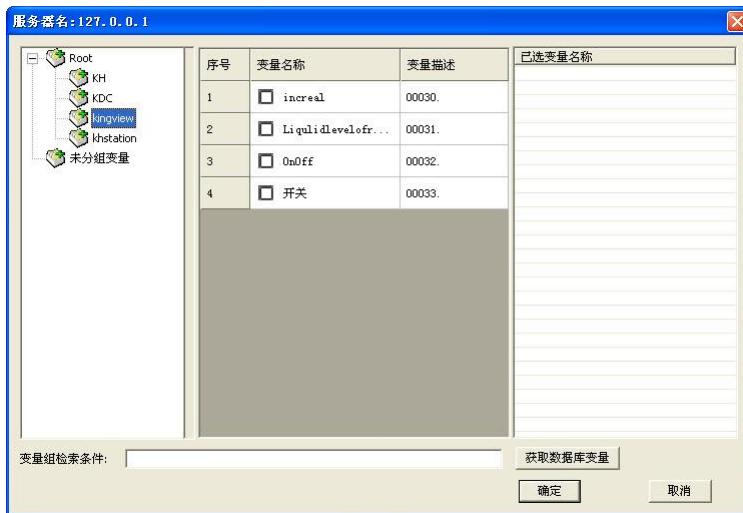 服务器名:127.0.0.1
Root
KH
KDC
kingview
khstation
未分组变量
序号 变量名称 变量描述
1 increal 00030.
2 Liqulidlevelofr... 00031.
3 OnOff 00032.
4 开关 00033.
已选变量名称
变量组检索条件:
获取数据库变量
确定 取消